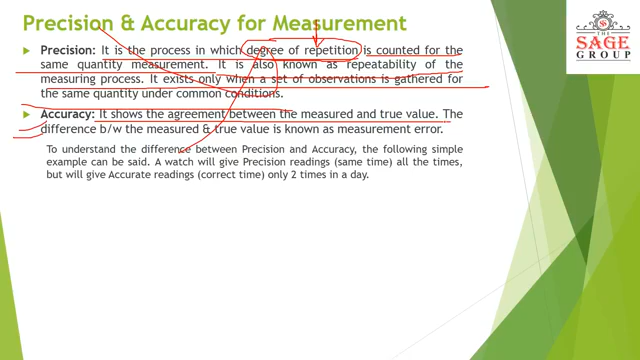 Precision & Accuracy for Measurement
THE
SAGE
GROUP
Precision: It is the process in which degree of repetition is counted for the
same quantity measurement. It is also known as repeatability of the
measuring process. It exists only when a set of observations is gathered for
the same quantity under common conditions.
Accuracy: It shows the agreement between the measured and true value. The
difference b/w the measured & true value is known as measurement error.
To understand the difference between Precision and Accuracy, the following simple
example can be said. A watch will give Precision readings (same time) all the times,
but will give Accurate readings (correct time) only 2 times in a day.